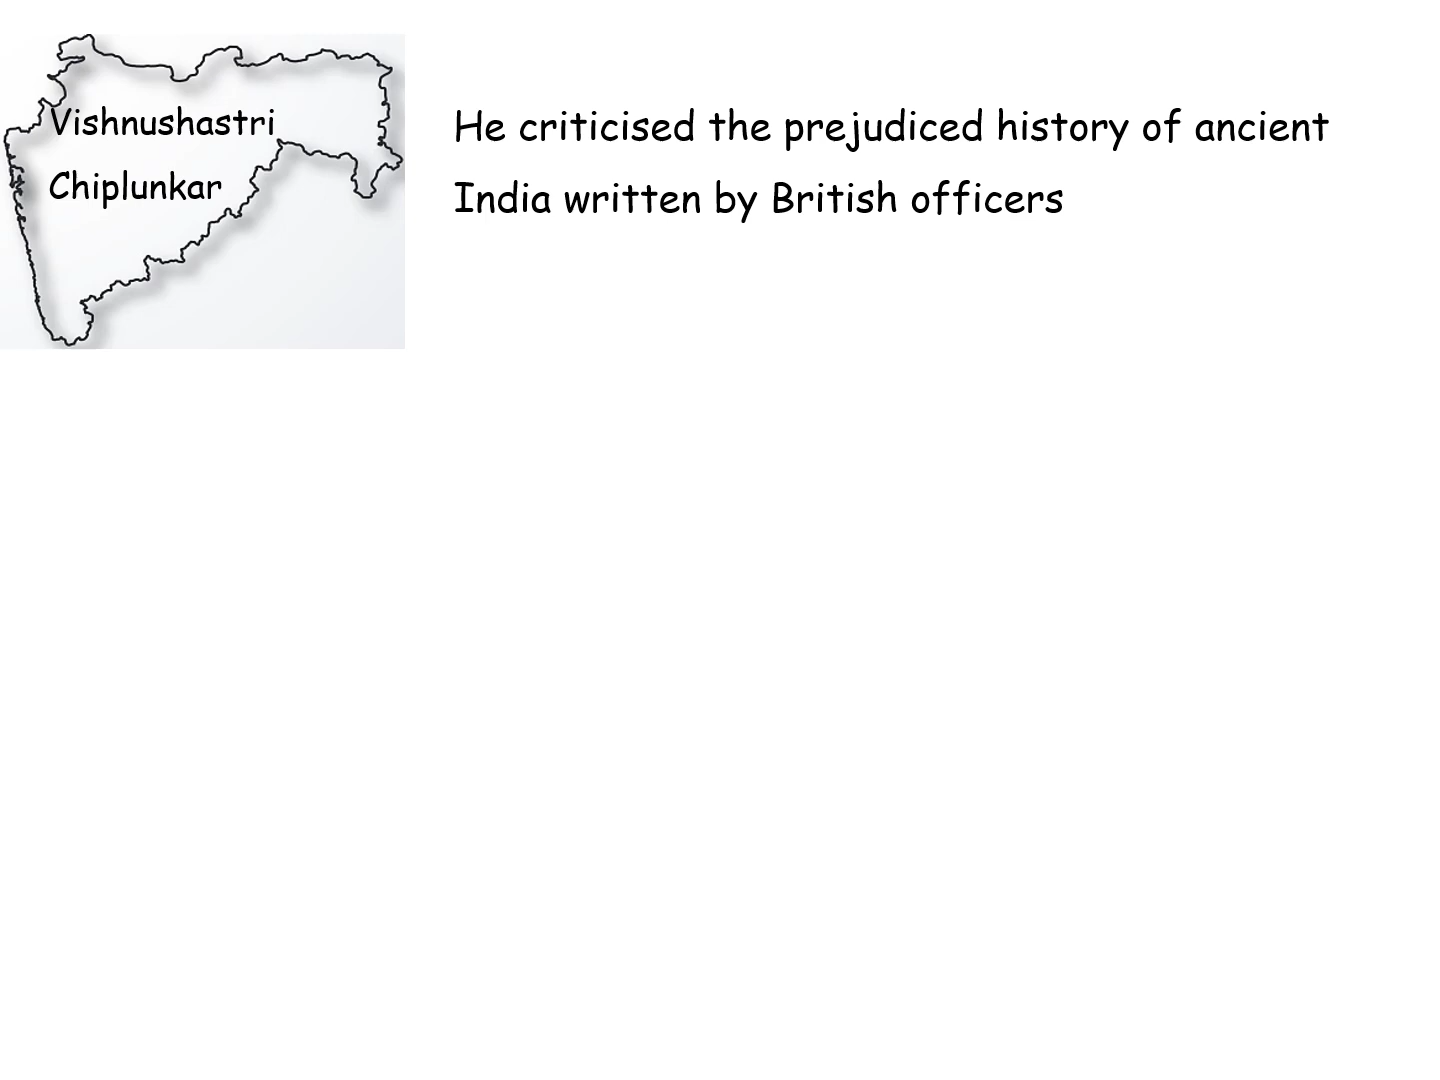 Vishnushastri
Chiplunkar
He criticised the prejudiced history of ancient
India written by British officers